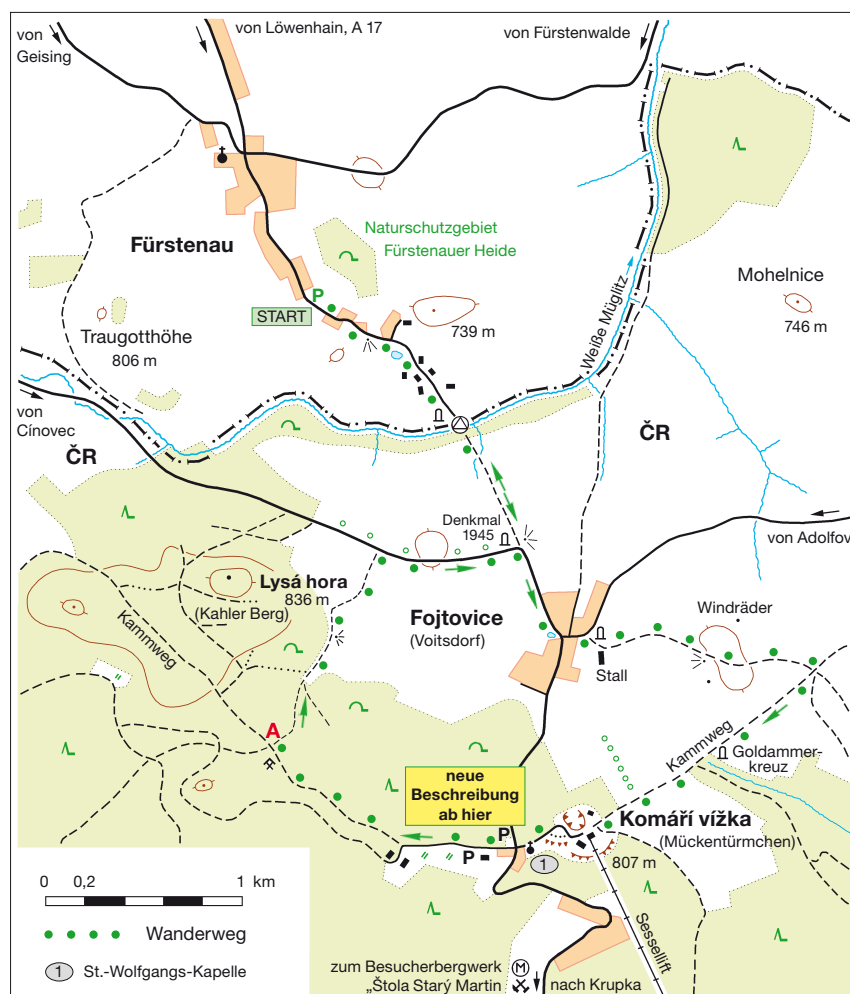 von
Geising
von Löwenhain, A 17
von Fürstenwalde
Naturschutzgebiet
Fürstenauer Heide
Fürstenau
P
START
739 m
Mohelnice
746 m
Traugotthöhe
806 m
Weiße Müglitz
von
Cínovec
ČR
ČR
Denkmal
1945
von Adolfov
Lysá hora
836 m
(Kahler Berg)
Kammweg
Fojtovice
(Voitsdorf)
Windräder
Stall
A
Kammweg
Goldammer-
kreuz
neue
Beschreibung
ab hier
Komáří vížka
(Mückentürmchen)
P
P
1
807 m
Sessellift
0 0,2 1 km
Wanderweg
1 St.-Wolfgangs-Kapelle
zum Besucherbergwerk
„Štola Starý Martin
M
nach Krupka